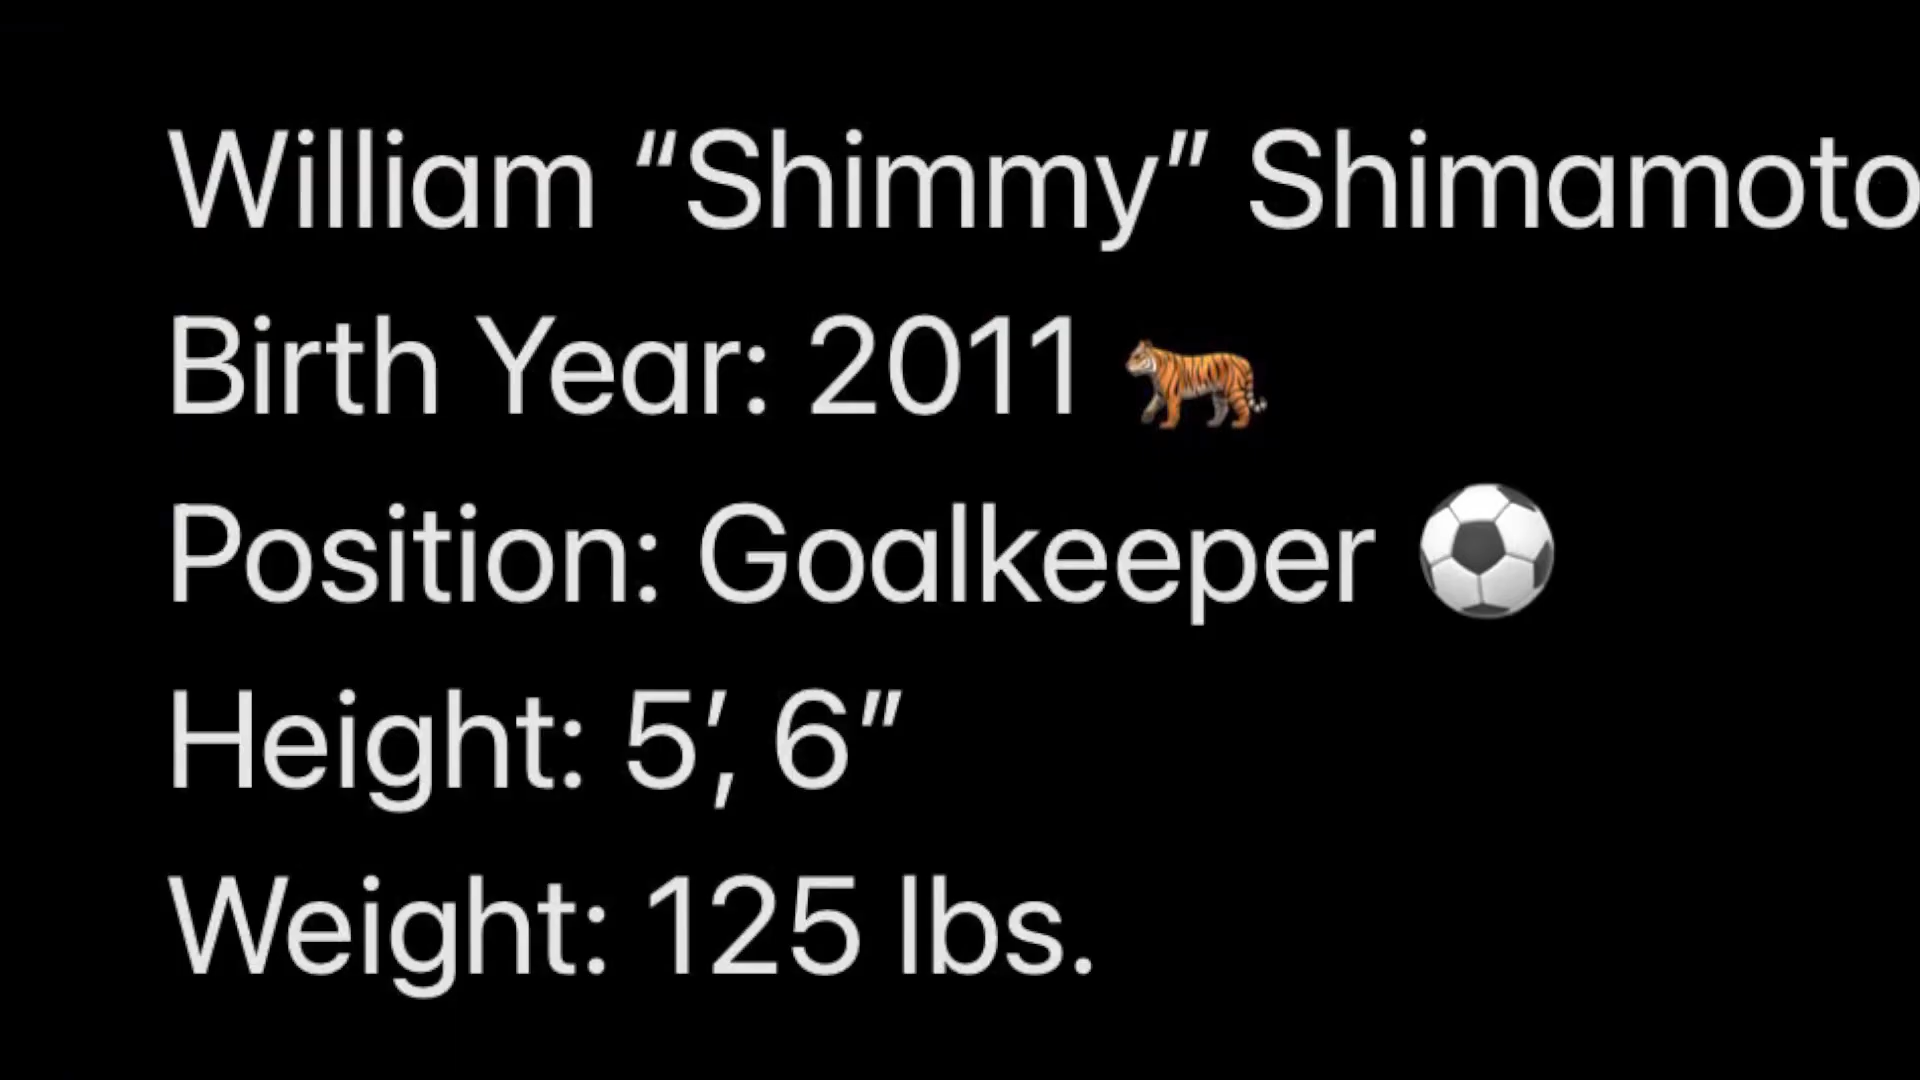 William “Shimmy” Shimamoto
Birth Year: 2011 🐅
Position: Goalkeeper ⚽
Height: 5’, 6”
Weight: 125 lbs.